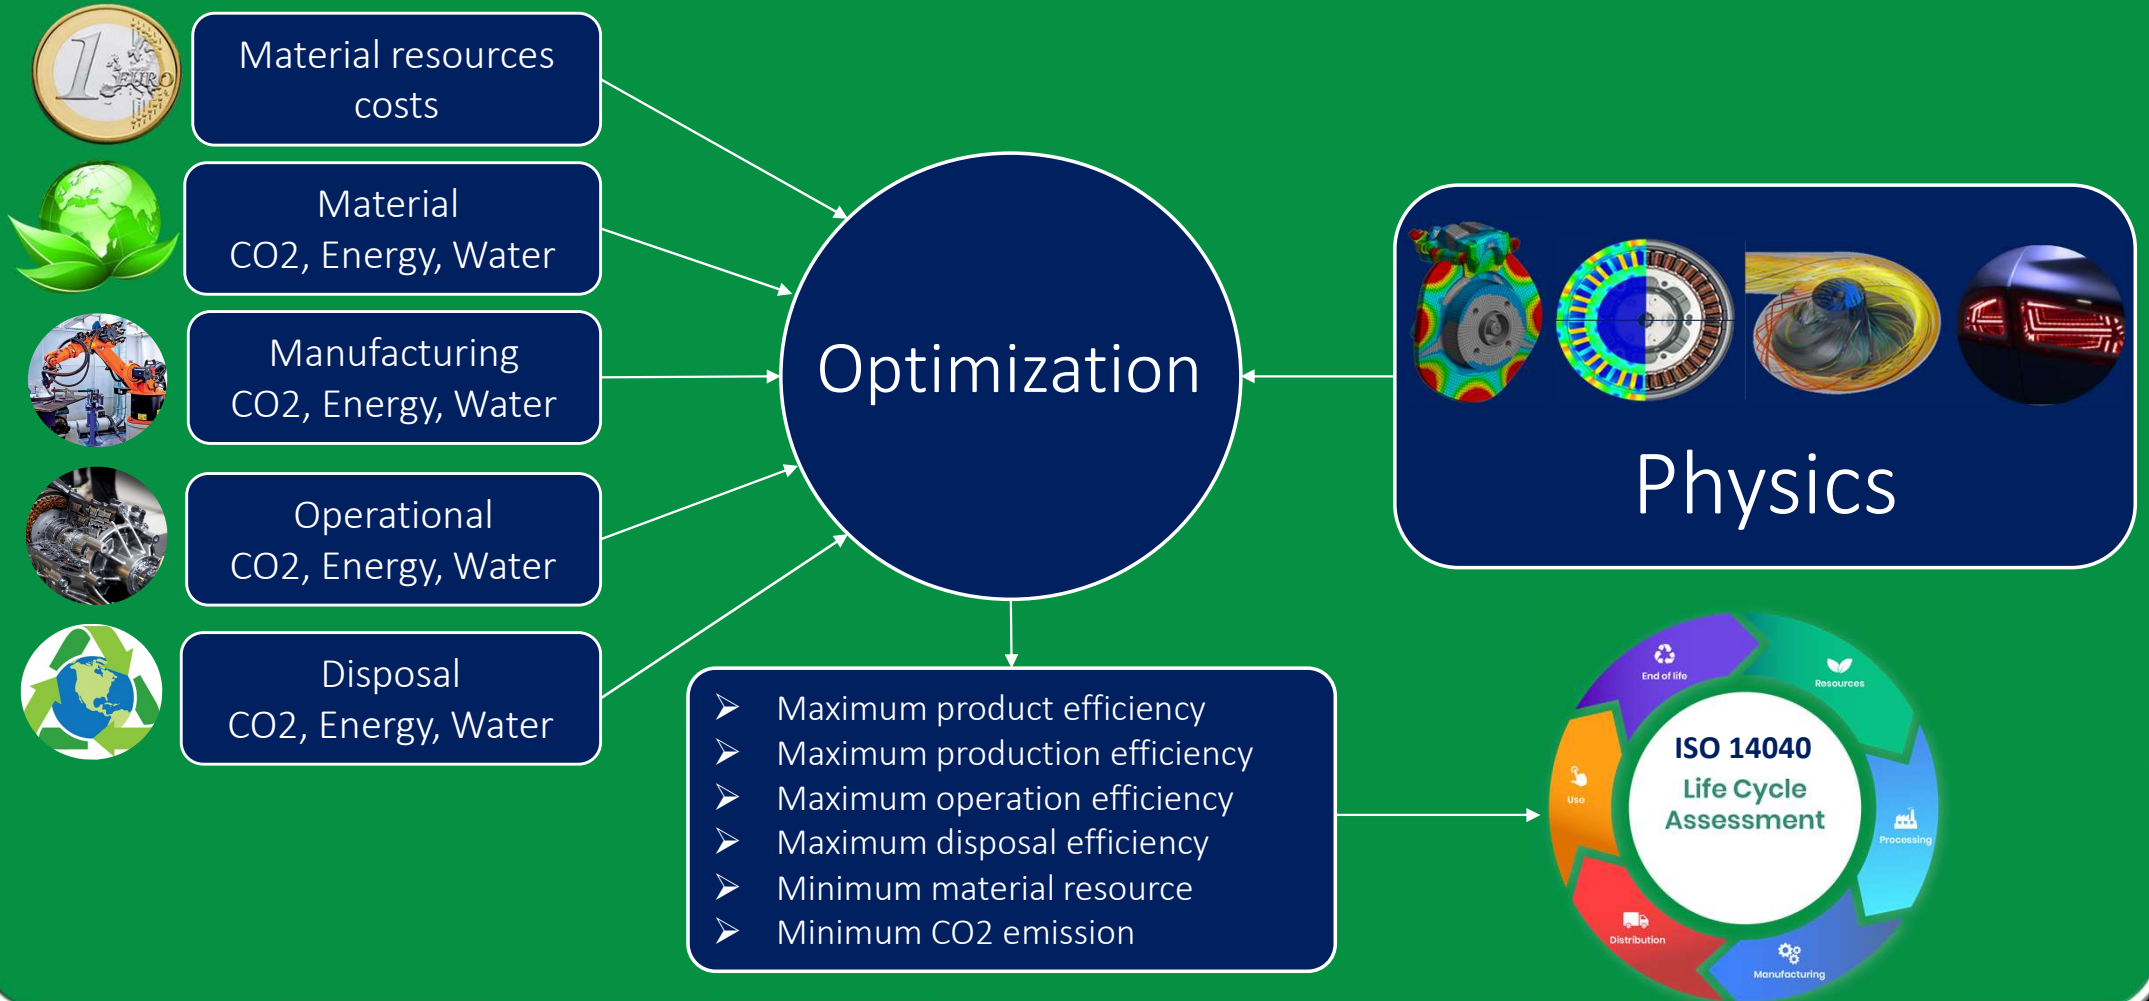 1
EURO
Material resources
costs
Material
CO2, Energy, Water
Manufacturing
CO2, Energy, Water
Operational
CO2, Energy, Water
Disposal
CO2, Energy, Water
Optimization
Physics
➢ Maximum product efficiency
➢ Maximum production efficiency
➢ Maximum operation efficiency
➢ Maximum disposal efficiency
➢ Minimum material resource
➢ Minimum CO2 emission
ISO 14040
Life Cycle
Assessment
End of life
Resources
Processing
Manufacturing
Distribution
Use